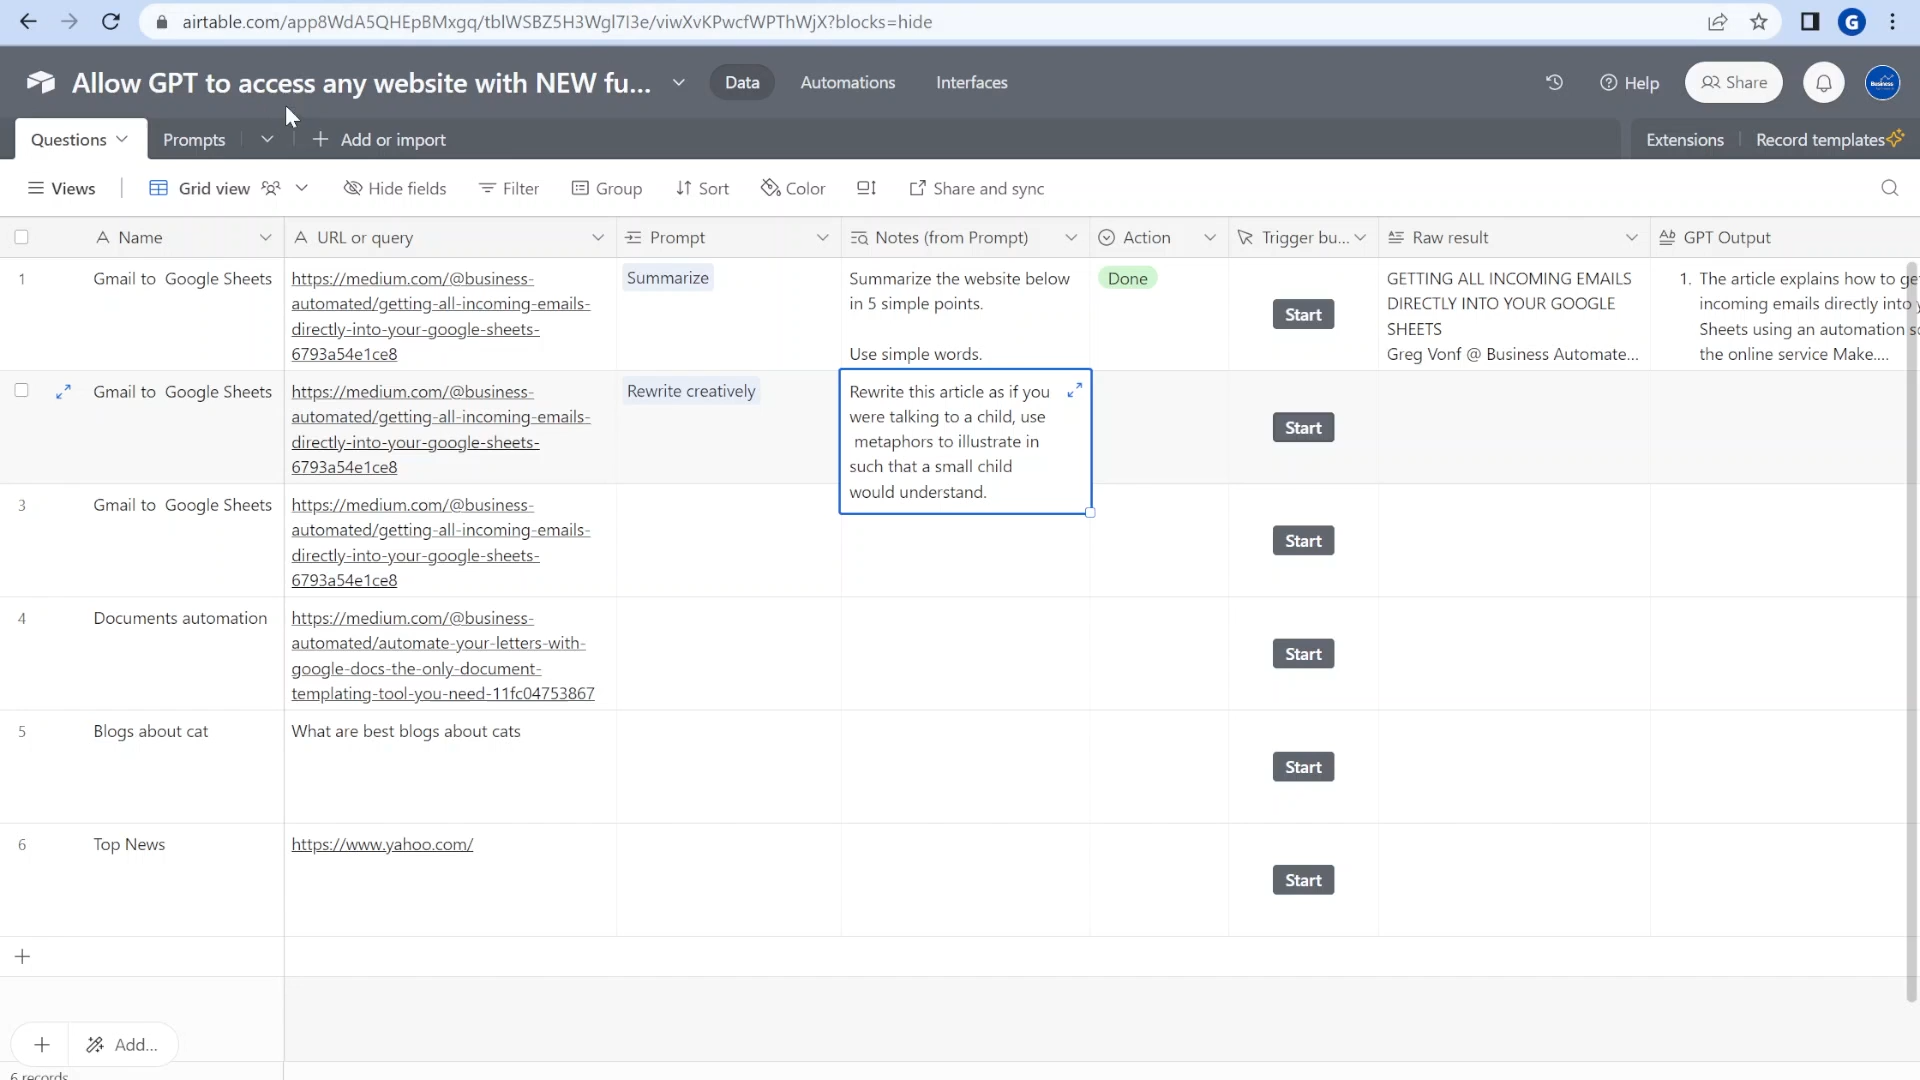 airtable.com/app8WdA5QHEpBMxgq/tblWSBZ5H3Wgl7I3e/viwXvKPwcfWPThWjX?blocks=hide
G
Allow GPT to access any website with NEW fu...
Data
Automations
Interfaces
Help
Share
Business
Questions
Prompts
Add or import
Extensions
Record templates
Views
Grid view
Hide fields
Filter
Group
Sort
Color
Share and sync
Name
URL or query
Prompt
Notes (from Prompt)
Action
Trigger bu...
Raw result
GPT Output
1
Gmail to Google Sheets
https://medium.com/@business-
automated/getting-all-incoming-emails-
directly-into-your-google-sheets-
6793a54e1ce8
Summarize
Summarize the website below
in 5 simple points.
Use simple words.
Done
Start
GETTING ALL INCOMING EMAILS
DIRECTLY INTO YOUR GOOGLE
SHEETS
Greg Vonf @ Business Automate...
1. The article explains how to ge
incoming emails directly into y
Sheets using an automation sc
the online service Make....
Gmail to Google Sheets
https://medium.com/@business-
automated/getting-all-incoming-emails-
directly-into-your-google-sheets-
6793a54e1ce8
Rewrite creatively
Rewrite this article as if you
were talking to a child, use
metaphors to illustrate in
such that a small child
would understand.
Start
3
Gmail to Google Sheets
https://medium.com/@business-
automated/getting-all-incoming-emails-
directly-into-your-google-sheets-
6793a54e1ce8
Start
4
Documents automation
https://medium.com/@business-
automated/automate-your-letters-with-
google-docs-the-only-document-
templating-tool-you-need-11fc04753867
Start
5
Blogs about cat
What are best blogs about cats
Start
6
Top News
https://www.yahoo.com/
Start
Add...
6 records